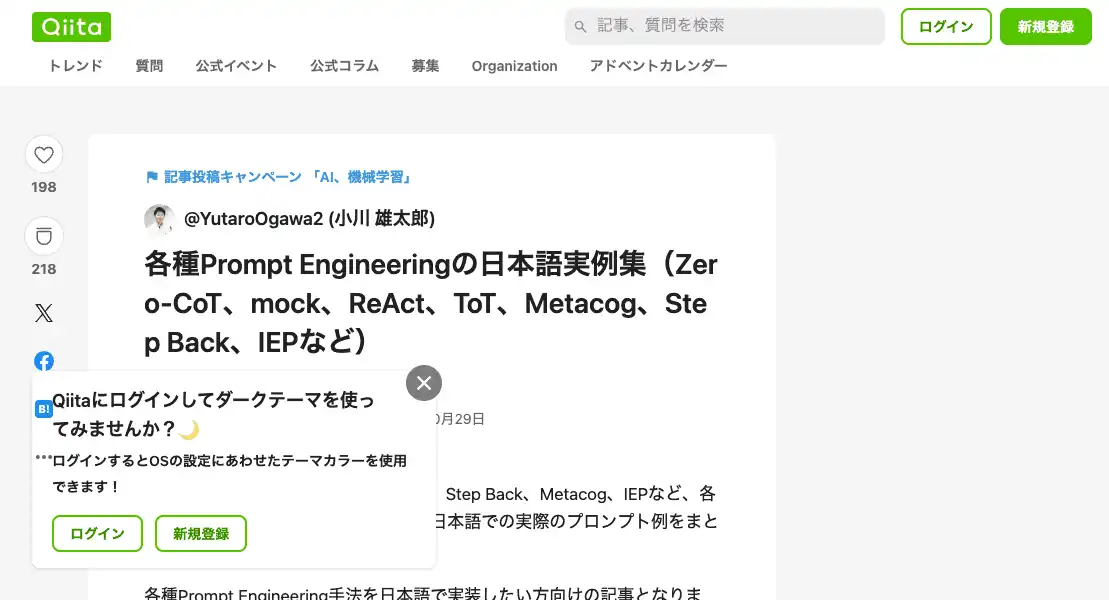 Qiita
記事、質問を検索
ログイン
新規登録
トレンド
質問
公式イベント
公式コラム
募集
Organization
アドベントカレンダー
198
218
記事投稿キャンペーン 「AI、機械学習」
@YutaroOgawa2 (小川 雄太郎)
各種Prompt Engineeringの日本語実例集（Zer
o-CoT、mock、ReAct、ToT、Metacog、Ste
p Back、IEPなど）
B!
Qiitaにログインしてダークテーマを使っ
てみませんか？🌙
ログインするとOSの設定にあわせたテーマカラーを使用
できます！
ログイン
新規登録
月29日
Step Back、Metacog、IEPなど、各
日本語での実際のプロンプト例をまと
各種Prompt Engineering手法を日本語で実装したい方向けの記事となりま